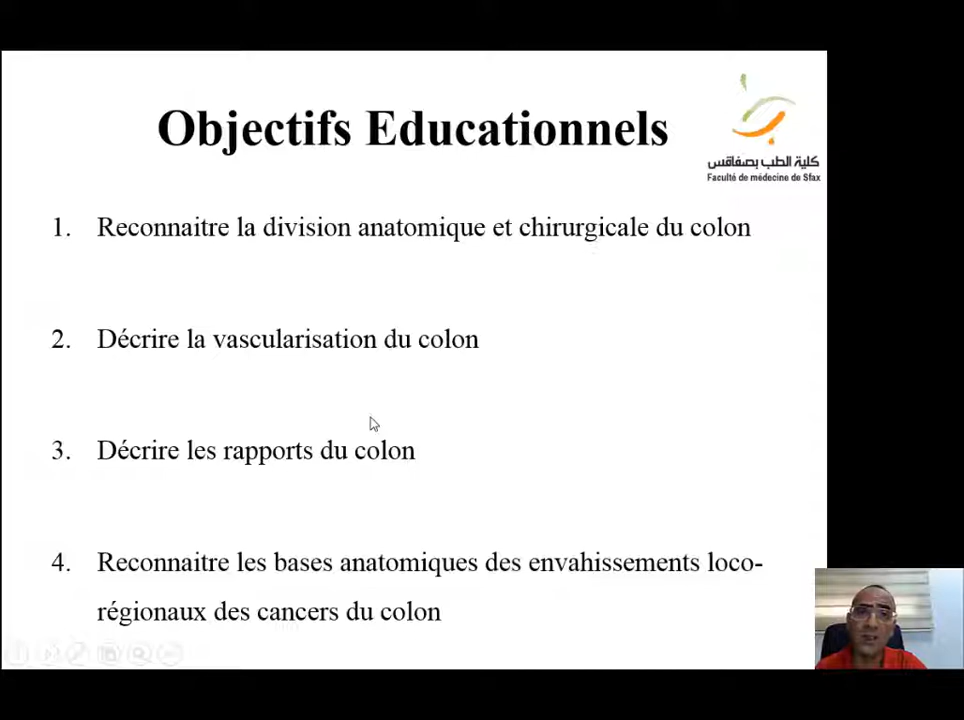 Objectifs Educationnels
كلية الطب بصفاقس
Faculté de médecine de Sfax
1. Reconnaitre la division anatomique et chirurgicale du colon
2. Décrire la vascularisation du colon
3. Décrire les rapports du colon
4. Reconnaitre les bases anatomiques des envahissements loco-
régionaux des cancers du colon